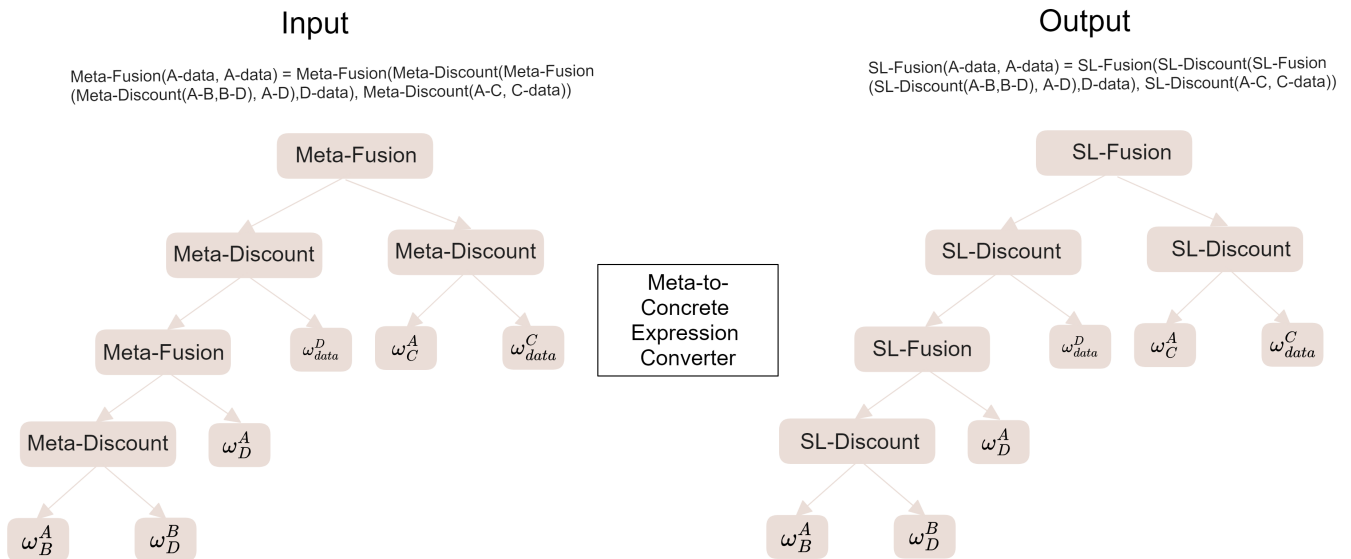 Input
Meta-Fusion(A-data, A-data) = Meta-Fusion(Meta-Discount(Meta-Fusion
(Meta-Discount(A-B,B-D), A-D),D-data), Meta-Discount(A-C, C-data))
Meta-Fusion
Meta-Discount
Meta-Discount
Meta-Fusion
ω^D_data
ω^A_C
ω^C_data
Meta-Discount
ω^A_D
ω^A_B
ω^B_D
Meta-to-
Concrete
Expression
Converter
Output
SL-Fusion(A-data, A-data) = SL-Fusion(SL-Discount(SL-Fusion
(SL-Discount(A-B,B-D), A-D),D-data), SL-Discount(A-C, C-data))
SL-Fusion
SL-Discount
SL-Discount
SL-Fusion
ω^D_data
ω^A_C
ω^C_data
SL-Discount
ω^A_D
ω^A_B
ω^B_D